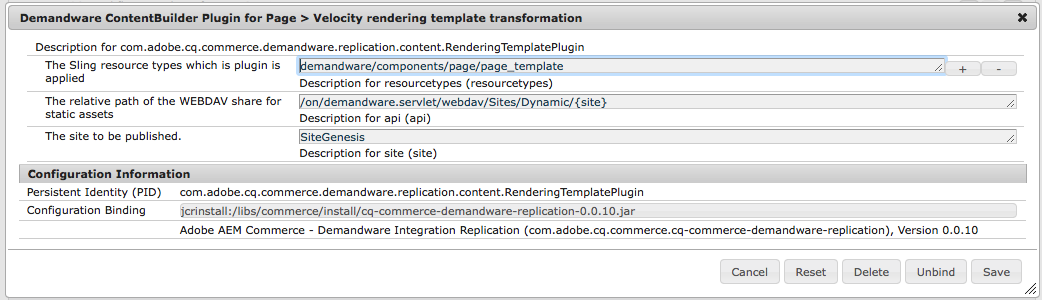 Demandware ContentBuilder Plugin for Page > Velocity rendering template transformation
Description for com.adobe.cq.commerce.demandware.replication.content.RenderingTemplatePlugin
The Sling resource types which is plugin is
applied
demandware/components/page/page_template
+ -
Description for resourcetypes (resourcetypes)
The relative path of the WEBDAV share for
static assets
/on/demandware.servlet/webdav/Sites/Dynamic/{site}
Description for api (api)
The site to be published.
SiteGenesis
Description for site (site)
Configuration Information
Persistent Identity (PID) com.adobe.cq.commerce.demandware.replication.content.RenderingTemplatePlugin
Configuration Binding jcrinstall:/libs/commerce/install/cq-commerce-demandware-replication-0.0.10.jar
Adobe AEM Commerce - Demandware Integration Replication (com.adobe.cq.commerce.cq-commerce-demandware-replication), Version 0.0.10
Cancel Reset Delete Unbind Save